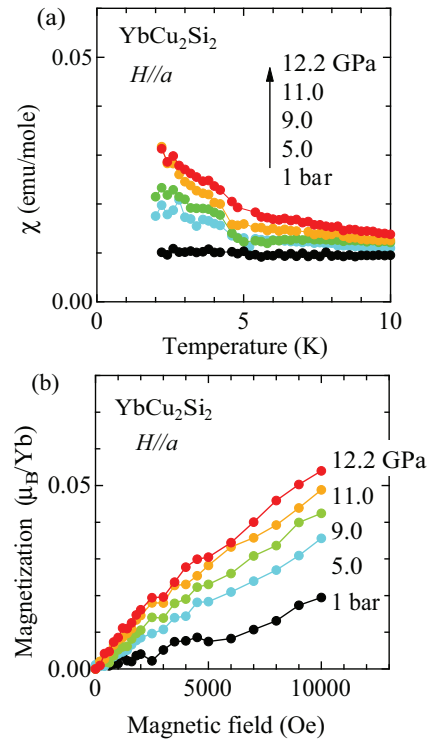 (a)
YbCu₂Si₂
H//a
12.2 GPa
11.0
9.0
5.0
1 bar
0.05
0.00
χ (emu/mole)
0 5 10
Temperature (K)
(b)
YbCu₂Si₂
H//a
12.2 GPa
11.0
9.0
5.0
1 bar
0.05
0.00
Magnetization (μB/Yb)
0 5000 10000
Magnetic field (Oe)